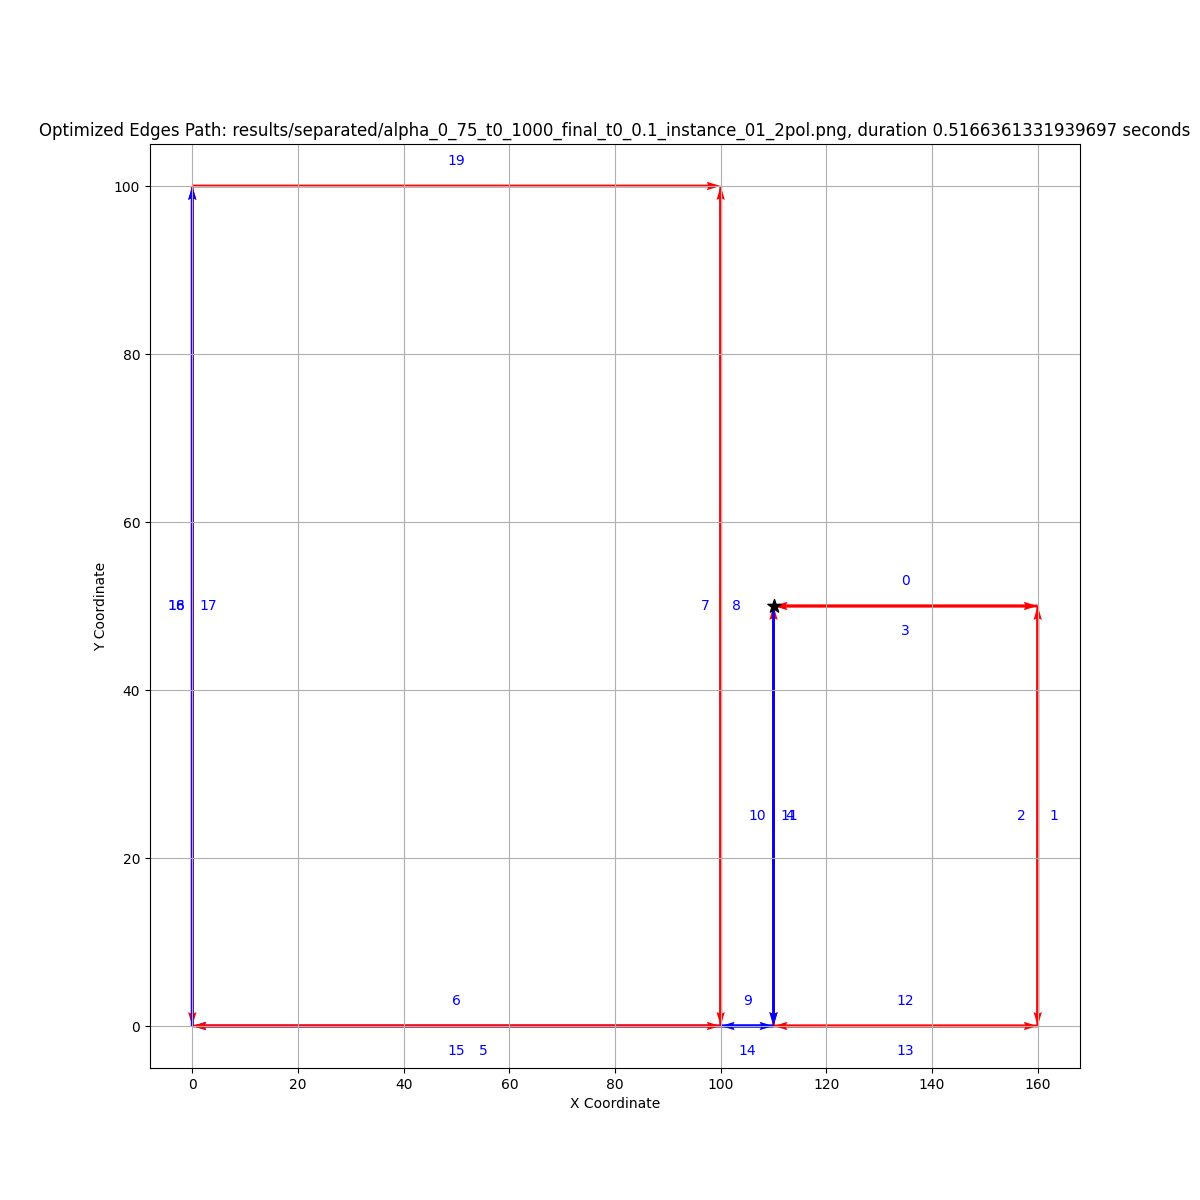 Optimized Edges Path: results/separated/alpha_0_75_t0_1000_final_t0_0.1_instance_01_2pol.png, duration 0.5166361331939697 seconds
19
100
80
60
0
17 7 8
3
40
10 2 1
20
6 9 12
0
15 5 14 13
0 20 40 60 80 100 120 140 160
X Coordinate
Y Coordinate